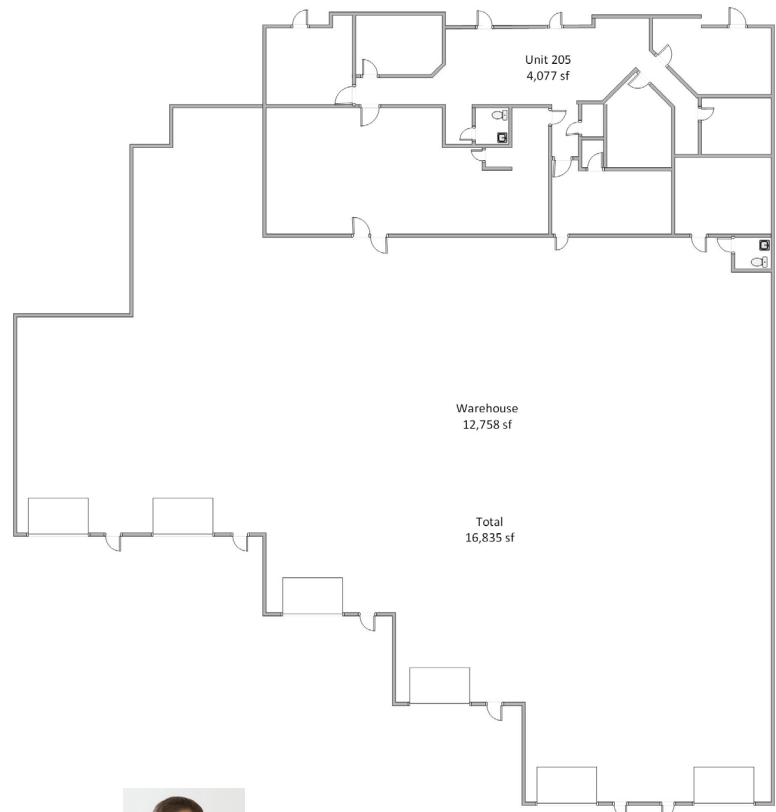 Unit 205
4,077 sf
Warehouse
12,758 sf
Total
16,835 sf